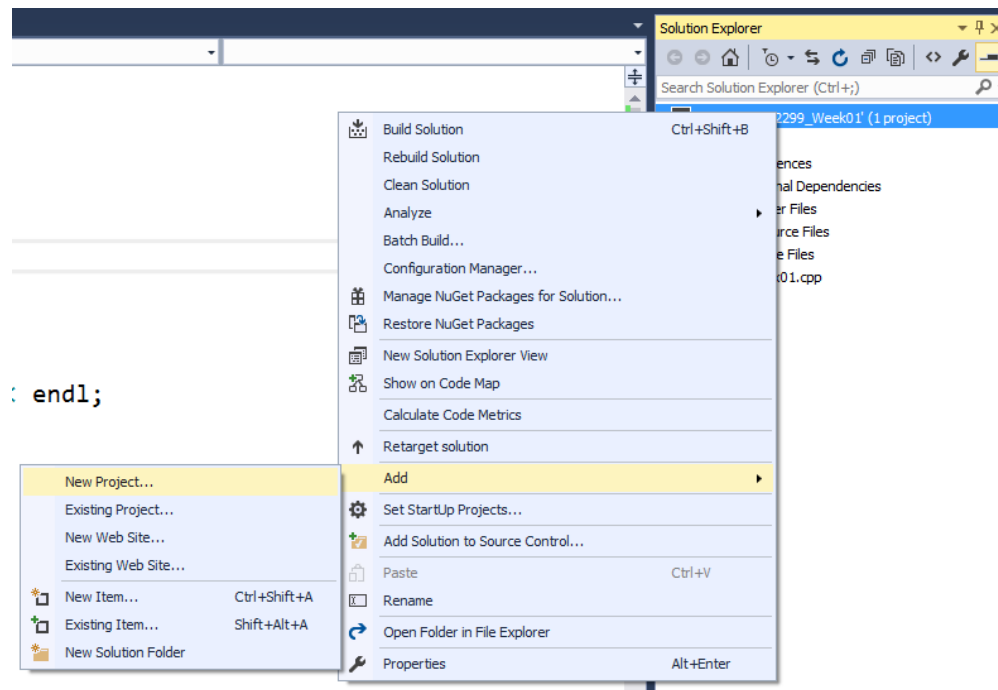 Solution Explorer
Search Solution Explorer (Ctrl+;)
2299_Week01' (1 project)
ences
nal Dependencies
er Files
urce Files
e Files
k01.cpp
endl;
Build Solution Ctrl+Shift+B
Rebuild Solution
Clean Solution
Analyze
Batch Build...
Configuration Manager...
Manage NuGet Packages for Solution...
Restore NuGet Packages
New Solution Explorer View
Show on Code Map
Calculate Code Metrics
Retarget solution
Add
Set StartUp Projects...
Add Solution to Source Control...
Paste Ctrl+V
Rename
Open Folder in File Explorer
Properties Alt+Enter
New Project...
Existing Project...
New Web Site...
Existing Web Site...
New Item... Ctrl+Shift+A
Existing Item... Shift+Alt+A
New Solution Folder